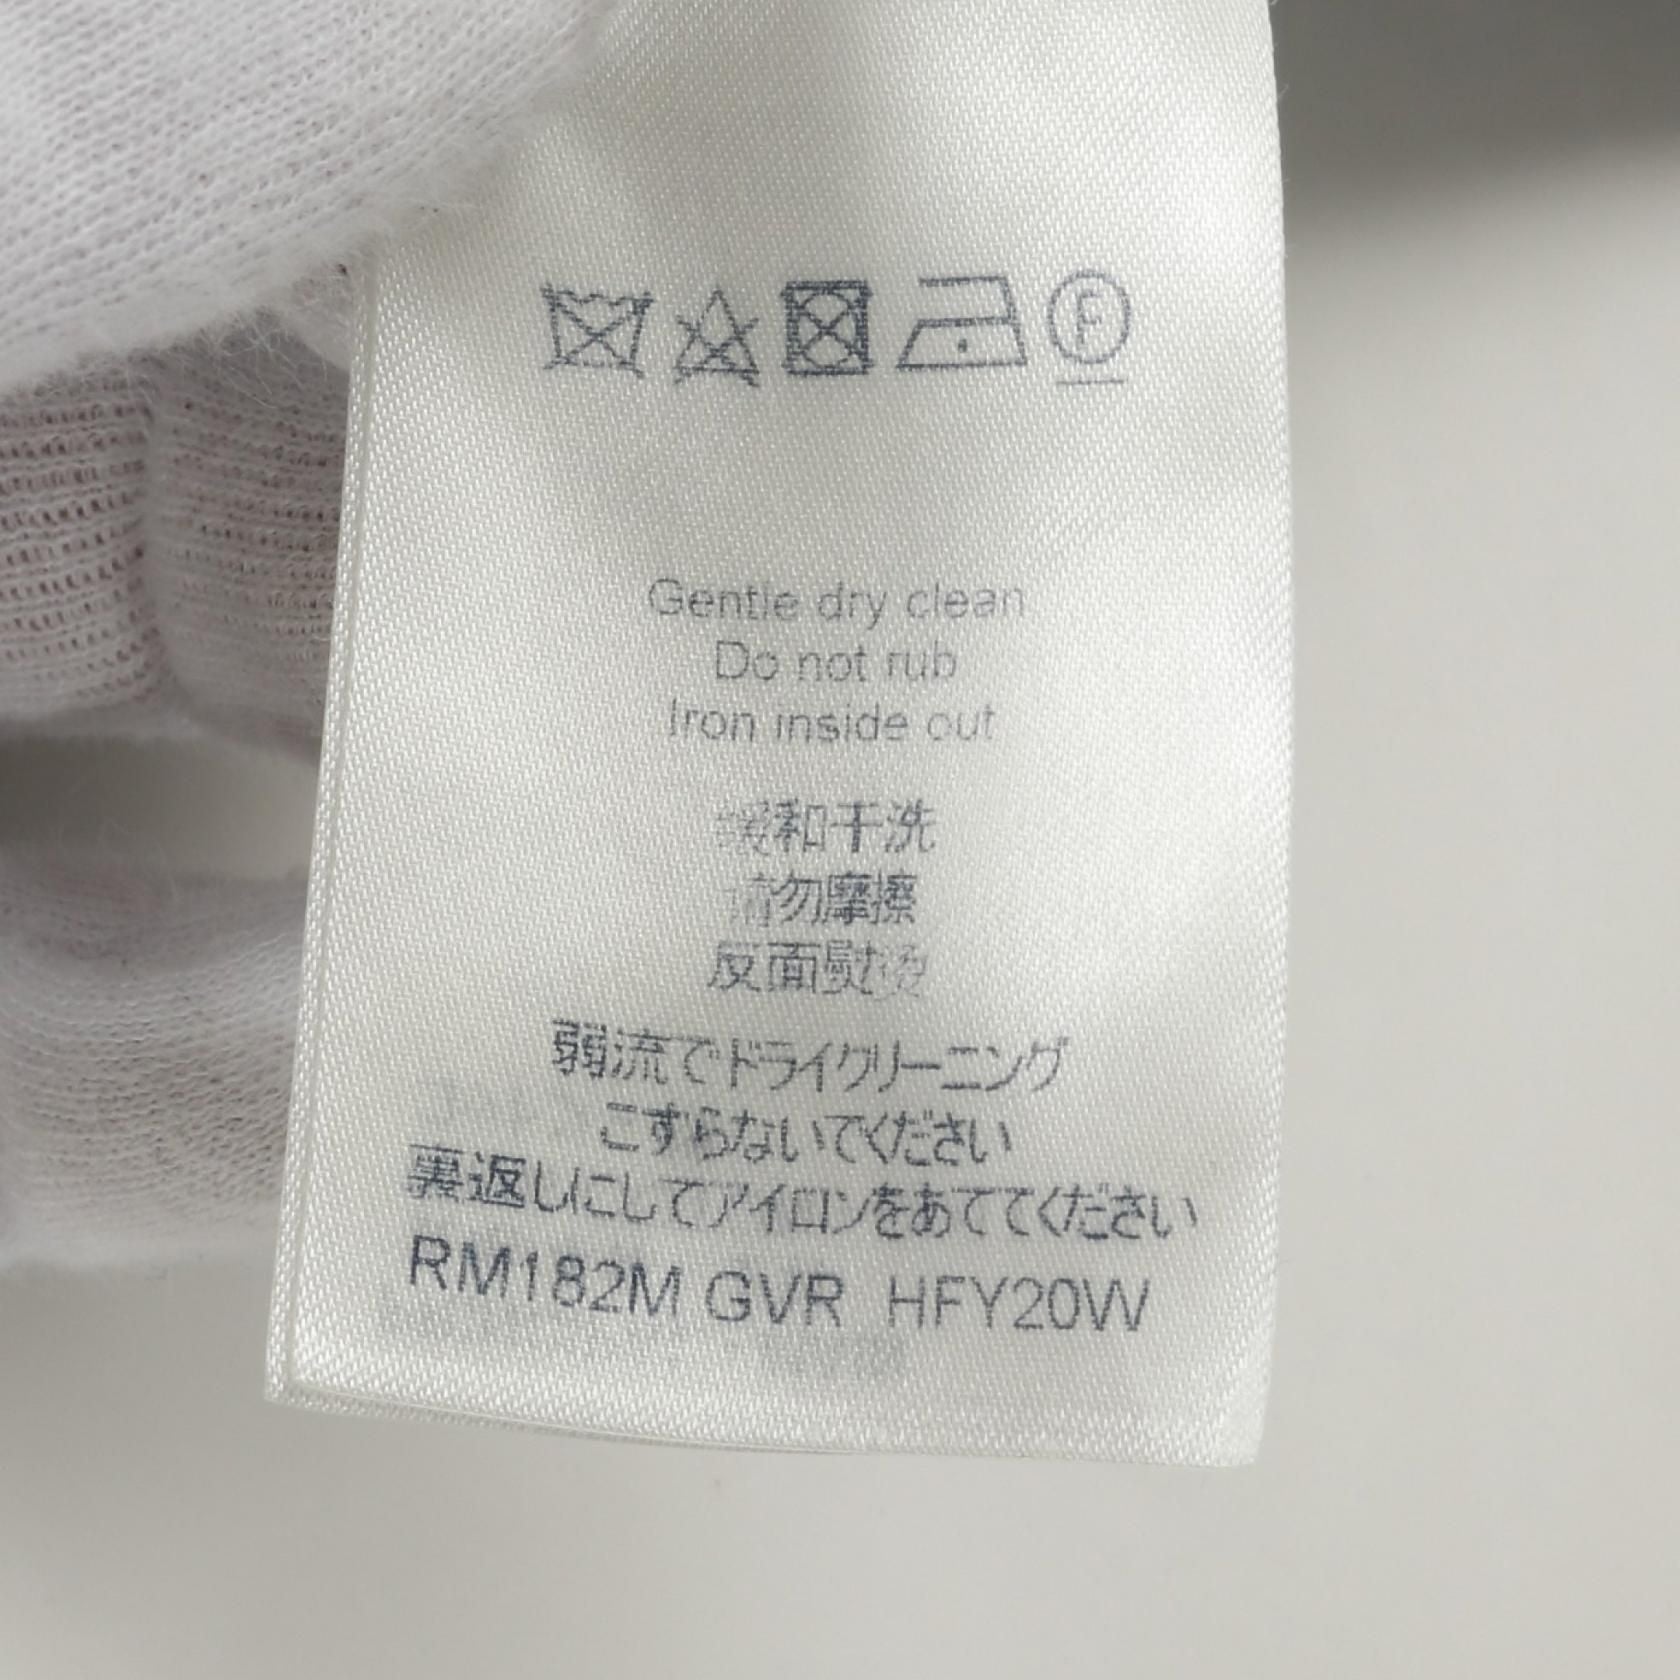 F
Gentle dry clean
Do not rub
Iron inside out
缓和干洗
请勿摩擦
反面熨烫
弱流でドライクリーニング
こすらないでください
裏返しにしてアイロンをあててください
RM182M GVR HFY20W